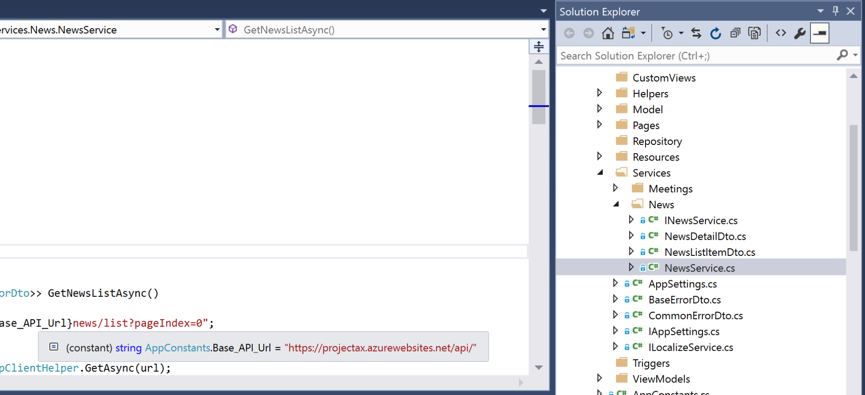 Solution Explorer
rvices.News.NewsService
GetNewsListAsync()
Search Solution Explorer (Ctrl+;)
CustomViews
Helpers
Model
Pages
Repository
Resources
Services
Meetings
News
INewsService.cs
NewsDetailDto.cs
NewsListItemDto.cs
NewsService.cs
AppSettings.cs
BaseErrorDto.cs
CommonErrorDto.cs
IAppSettings.cs
ILocalizeService.cs
Triggers
ViewModels
AppConstants.cs
orDto>> GetNewsListAsync()
ase_API_Url}news/list?pageIndex=0";
(constant) string AppConstants.Base_API_Url = "https://projectax.azurewebsites.net/api/"
pClientHelper.GetAsync(url);